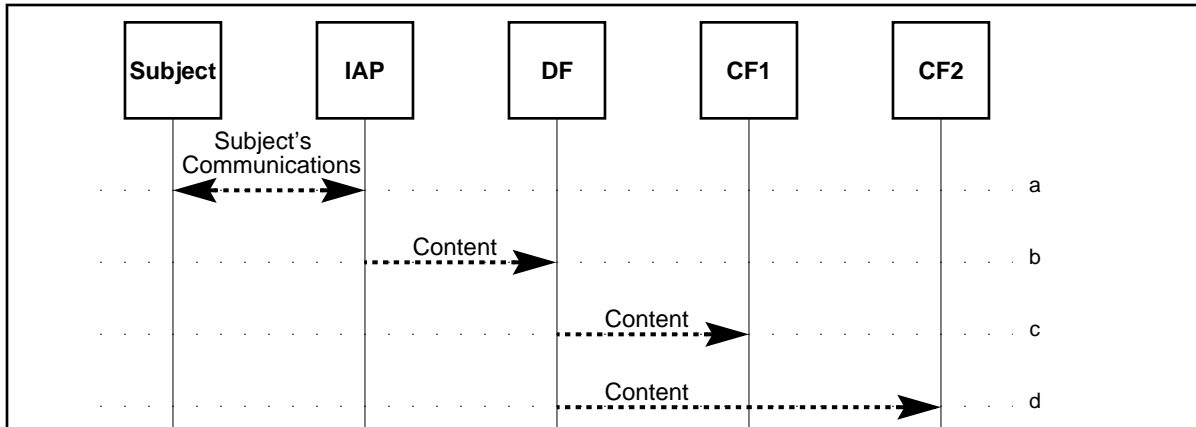 Subject
IAP
DF
CF1
CF2
Subject's
Communications
a
Content
b
Content
c
Content
d